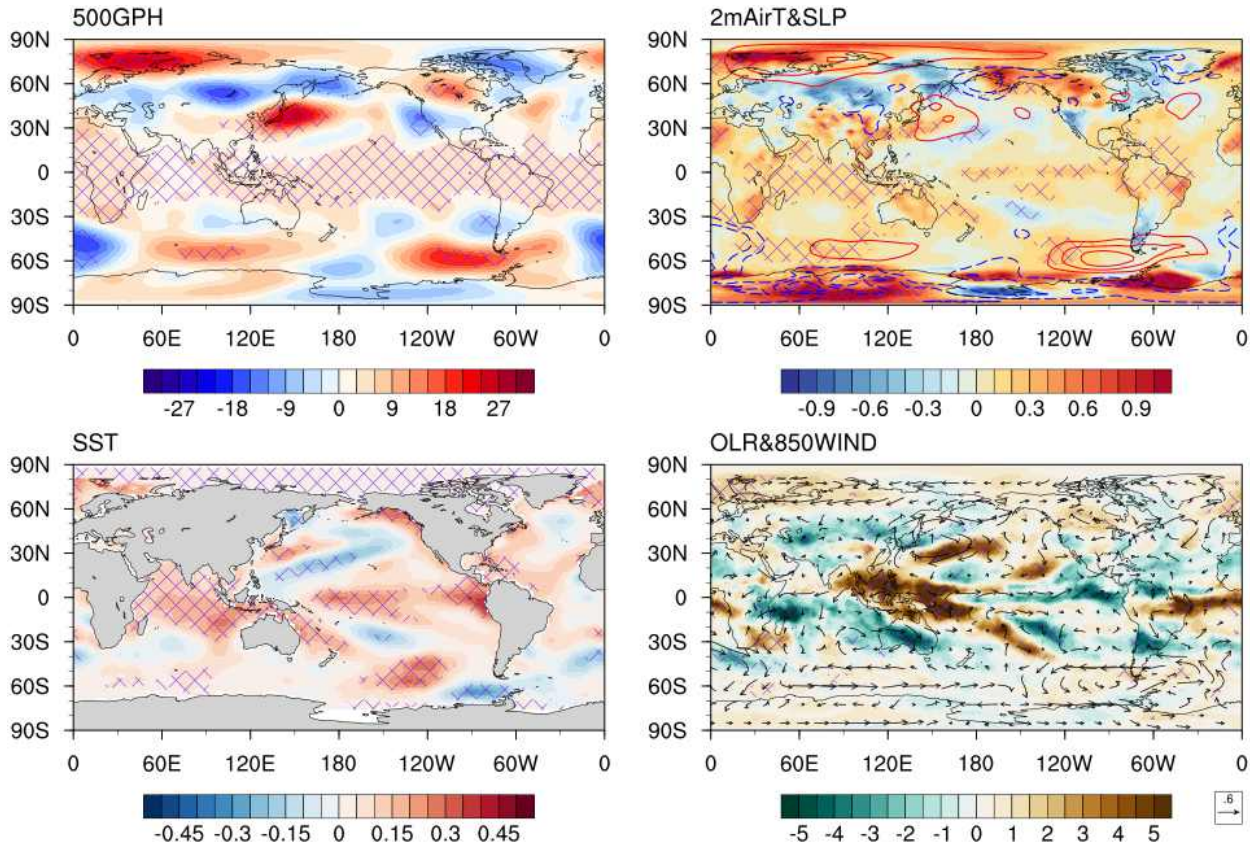 500GPH
2mAirT&SLP
90N 90N
60N 60N
30N 30N
0 0
30S 30S
60S 60S
90S 90S
0 60E 120E 180 120W 60W 0 0 60E 120E 180 120W 60W 0
-27 -18 -9 0 9 18 27 -0.9 -0.6 -0.3 0 0.3 0.6 0.9
SST
OLR&850WIND
90N 90N
60N 60N
30N 30N
0 0
30S 30S
60S 60S
90S 90S
0 60E 120E 180 120W 60W 0 0 60E 120E 180 120W 60W 0
-0.45 -0.3 -0.15 0 0.15 0.3 0.45 -5 -4 -3 -2 -1 0 1 2 3 4 5 .6